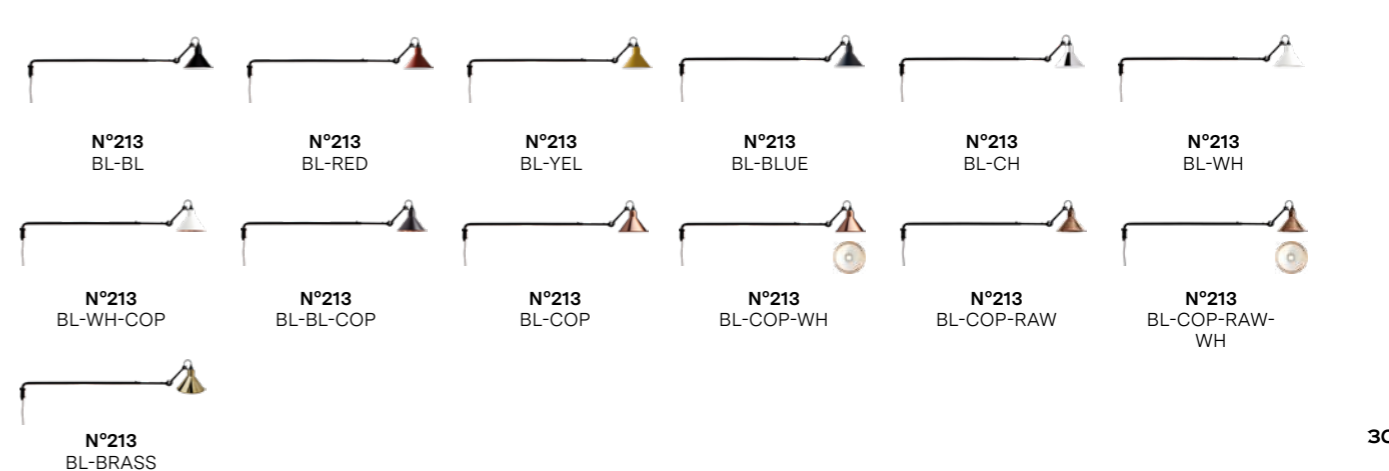 N°213
BL-BL
N°213
BL-RED
N°213
BL-YEL
N°213
BL-BLUE
N°213
BL-CH
N°213
BL-WH
N°213
BL-WH-COP
N°213
BL-BL-COP
N°213
BL-COP
N°213
BL-COP-WH
N°213
BL-COP-RAW
N°213
BL-COP-RAW-
WH
N°213
BL-BRASS